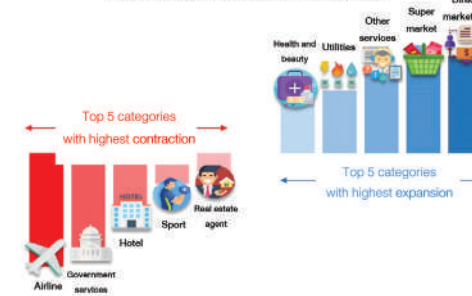 Health and
beauty
Utilities
Other
services
Super
market
market
Top 5 categories
with highest contraction
Top 5 categories
with highest expansion
HOTEL
Airline
Government
services
Hotel
Sport
Real estate
agent